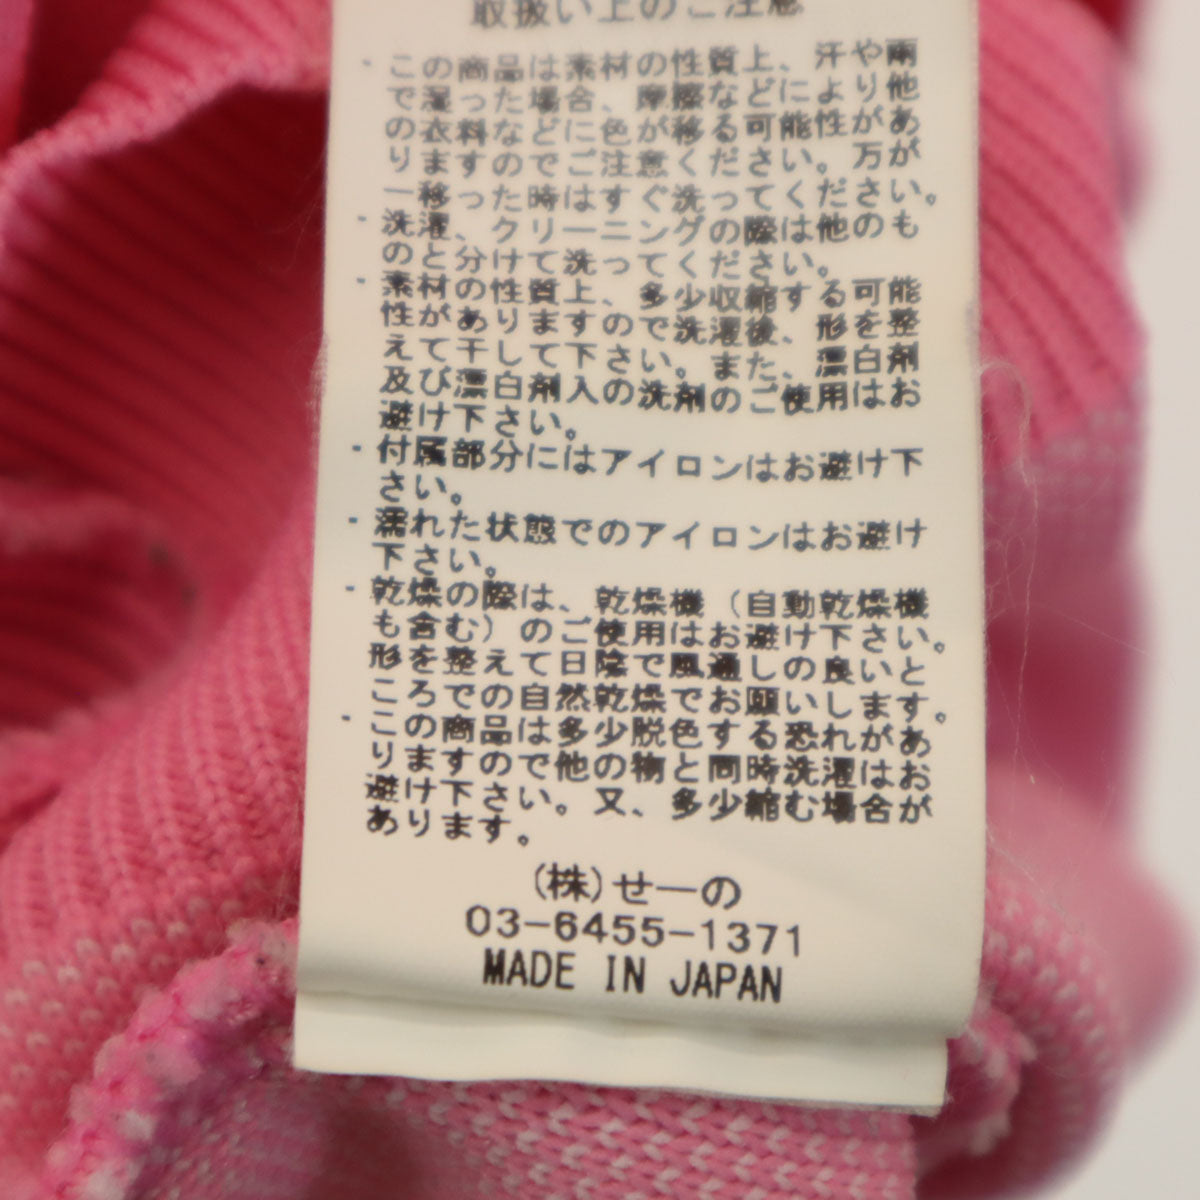 取扱い上のご注意
・この商品は素材の性質上、汗や雨
で湿った場合、摩擦などにより他
の衣料などに色が移る可能性があ
りますのでご注意ください。万が
一移った時はすぐ洗ってください。
・洗濯、クリーニングの際は他のも
のと分けて洗ってください。
・素材の性質上、多少収縮する可能
性がありますので洗濯後、形を整
えて干して下さい。また、漂白剤
及び漂白剤入の洗剤のご使用はお
避け下さい。
・付属部分にはアイロンはお避け下
さい。
・濡れた状態でのアイロンはお避け
下さい。
・乾燥の際は、乾燥機（自動乾燥機
も含む）のご使用はお避け下さい。
形を整えて日陰で風通しの良いと
ころでの自然乾燥でお願いします。
・この商品は多少脱色する恐れがあ
りますので他の物と同時洗濯はお
避け下さい。又、多少縮む場合が
あります。
(株)せーの
03-6455-1371
MADE IN JAPAN